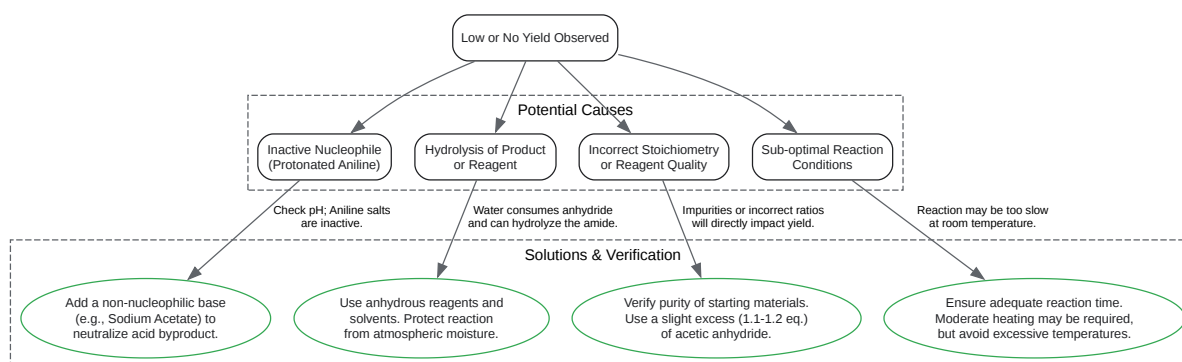 Low or No Yield Observed
Potential Causes
Inactive Nucleophile
(Protonated Aniline)
Hydrolysis of Product
or Reagent
Incorrect Stoichiometry
or Reagent Quality
Sub-optimal Reaction
Conditions
Check pH; Aniline salts
are inactive.
Water consumes anhydride
and can hydrolyze the amide.
Impurities or incorrect ratios
will directly impact yield.
Reaction may be too slow
at room temperature.
Solutions & Verification
Add a non-nucleophilic base
(e.g., Sodium Acetate) to
neutralize acid byproduct.
Use anhydrous reagents and
solvents. Protect reaction
from atmospheric moisture.
Verify purity of starting materials.
Use a slight excess (1.1-1.2 eq.)
of acetic anhydride.
Ensure adequate reaction time.
Moderate heating may be required,
but avoid excessive temperatures.